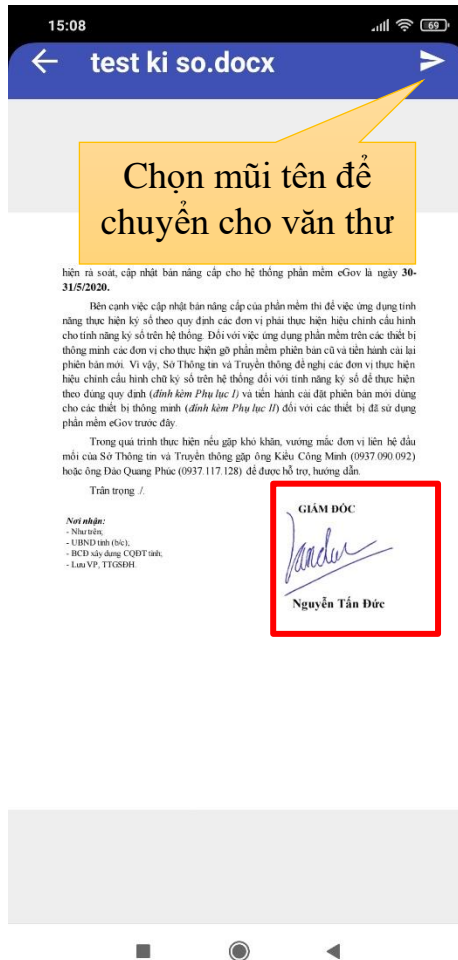 15:08
69
test ki so.docx
Chọn mũi tên để
chuyển cho văn thư
hiện rà soát, cập nhật bản nâng cấp cho hệ thống phần mềm eGov là ngày 30-
31/5/2020.
Bên cạnh việc cập nhật bản nâng cấp của phần mềm thì để việc ứng dụng tính
năng thực hiện ký số theo quy định các đơn vị phải thực hiện hiệu chỉnh cấu hình
cho tính năng ký số trên hệ thống. Đối với việc ứng dụng phần mềm trên các thiết bị
thông minh các đơn vị cho thực hiện gỡ phần mềm phiên bản cũ và tiến hành cài lại
phiên bản mới. Vì vậy, Sở Thông tin và Truyền thông đề nghị các đơn vị thực hiện
hiệu chỉnh cấu hình chữ ký số trên hệ thống đối với tính năng ký số để thực hiện
theo đúng quy định (đính kèm Phụ lục I) và tiến hành cài đặt phiên bản mới dùng
cho các thiết bị thông minh (đính kèm Phụ lục II) đối với các thiết bị đã sử dụng
phần mềm eGov trước đây.
Trong quá trình thực hiện nếu gặp khó khăn, vướng mắc đơn vị liên hệ đầu
mối của Sở Thông tin và Truyền thông gặp ông Kiều Công Minh (0937.090.092)
hoặc ông Đào Quang Phúc (0937.117.128) để được hỗ trợ, hướng dẫn.
Trân trọng ./.
Nơi nhận:
- Như trên;
- UBND tỉnh (b/c);
- BCĐ xây dựng CQĐT tỉnh;
- Lưu VP, TTGSĐH.
GIÁM ĐỐC
Nguyễn Tấn Đức